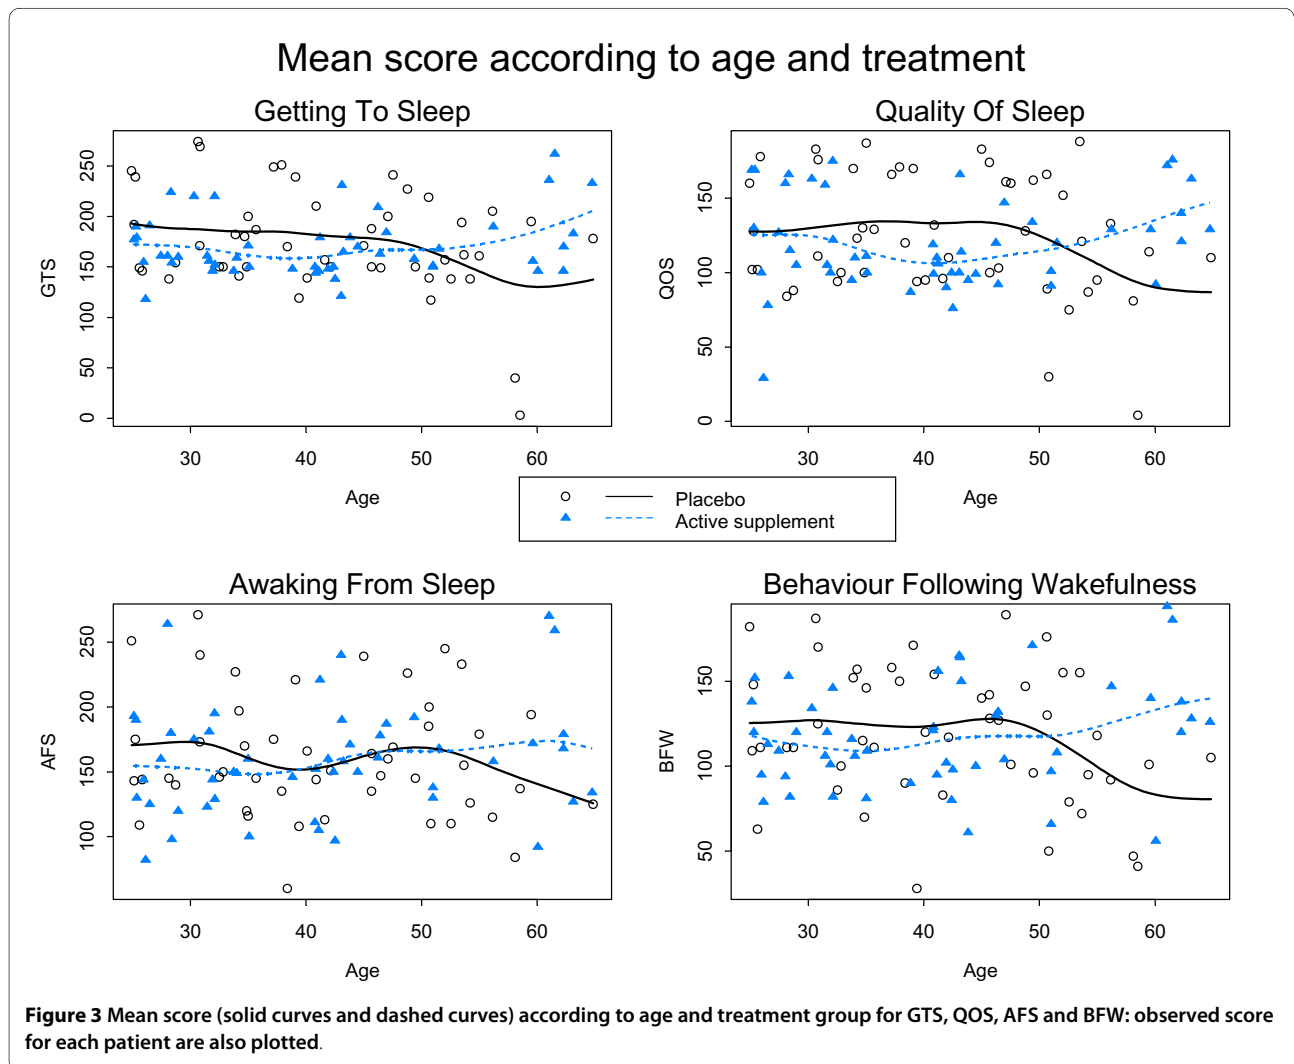 Mean score according to age and treatment
Getting To Sleep
GTS
0 50 100 150 200 250
30 40 50 60
Age
Quality Of Sleep
QOS
0 50 100 150
30 40 50 60
Age
Placebo
Active supplement
Awaking From Sleep
AFS
100 150 200 250
30 40 50 60
Age
Behaviour Following Wakefulness
BFW
50 100 150
30 40 50 60
Age
Figure 3 Mean score (solid curves and dashed curves) according to age and treatment group for GTS, QOS, AFS and BFW: observed score
for each patient are also plotted.